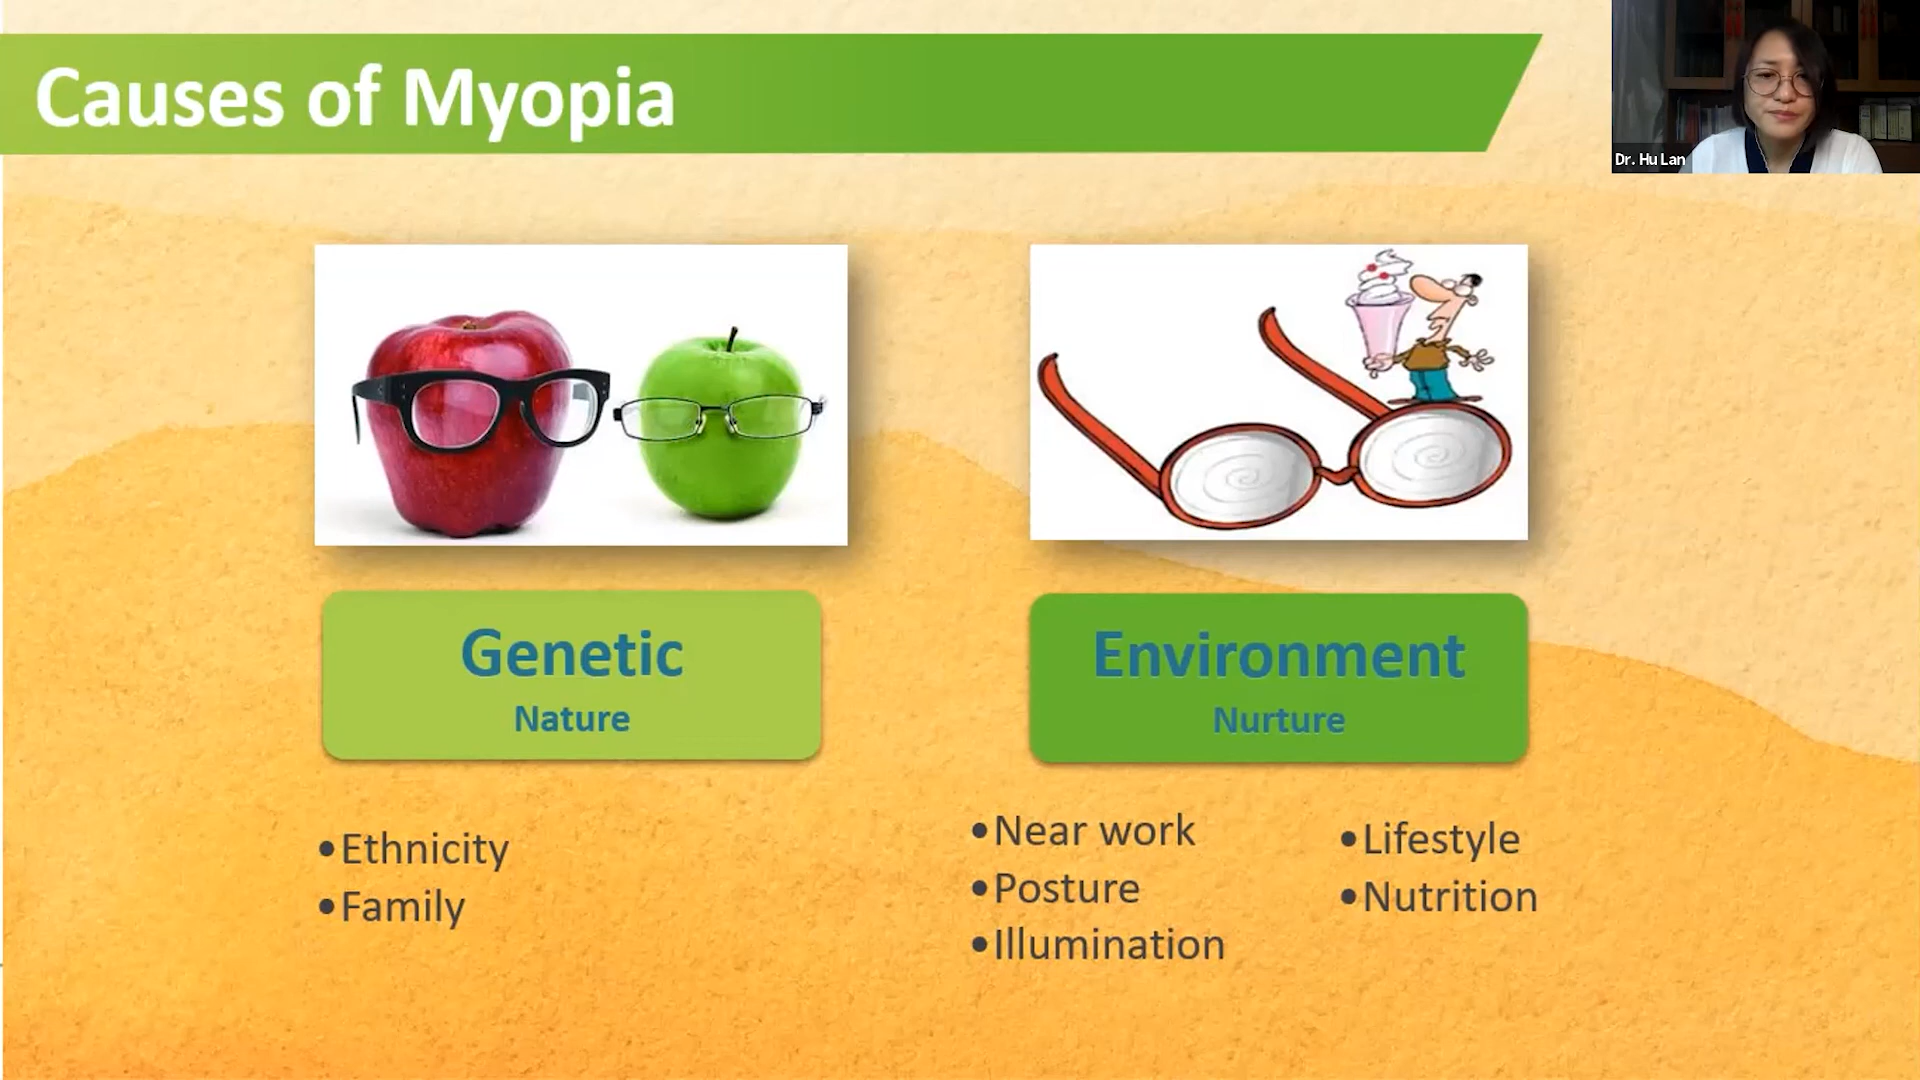 Causes of Myopia
Dr. Hu Lan
Genetic
Nature
•Ethnicity
•Family
Environment
Nurture
•Near work
•Posture
•Illumination
•Lifestyle
•Nutrition